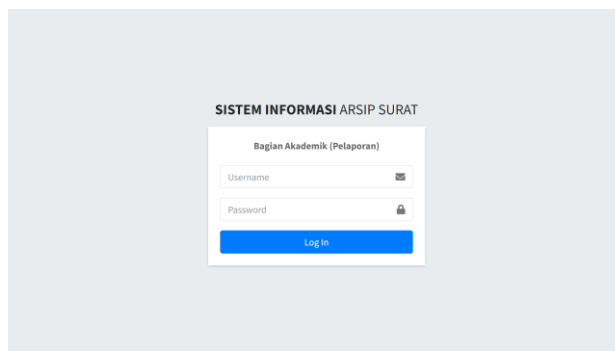 SISTEM INFORMASI ARSIP SURAT
Bagian Akademik (Pelaporan)
Username
Password
Log In